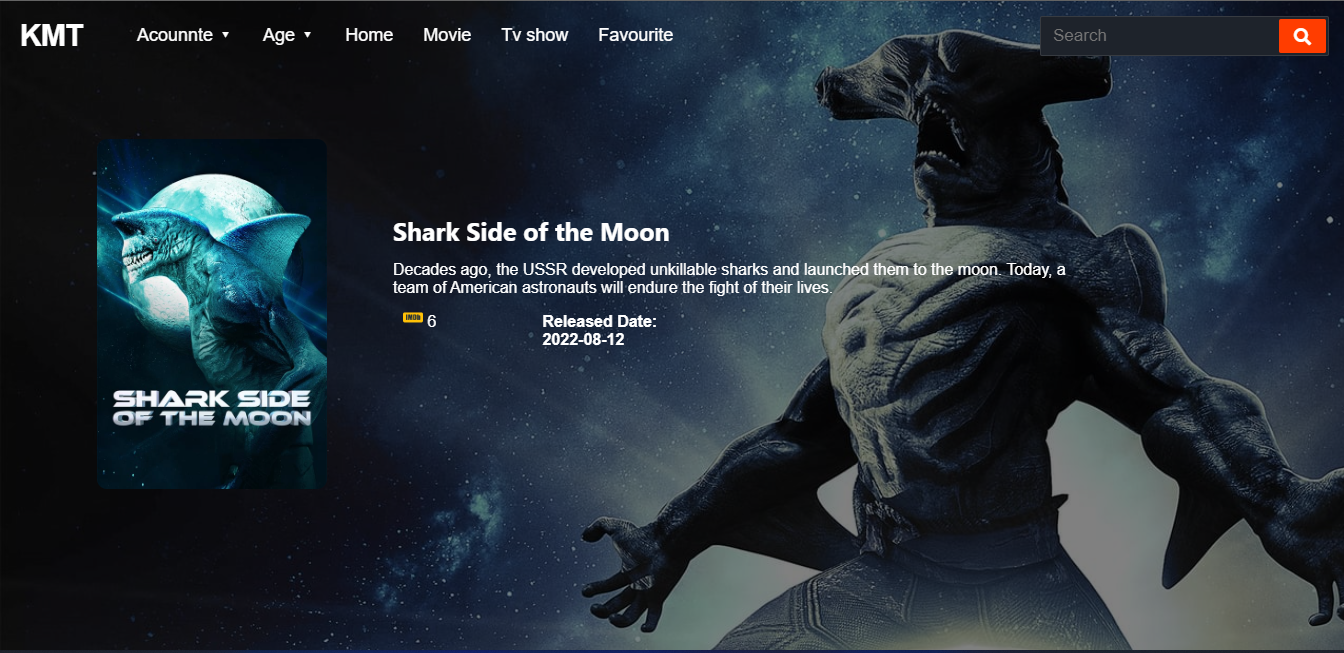 KMT
Acounnte ▼
Age ▼
Home
Movie
Tv show
Favourite
Search
SHARK SIDE
OF THE MOON
Shark Side of the Moon
Decades ago, the USSR developed unkillable sharks and launched them to the moon. Today, a
team of American astronauts will endure the fight of their lives.
IMDb 6
Released Date:
2022-08-12